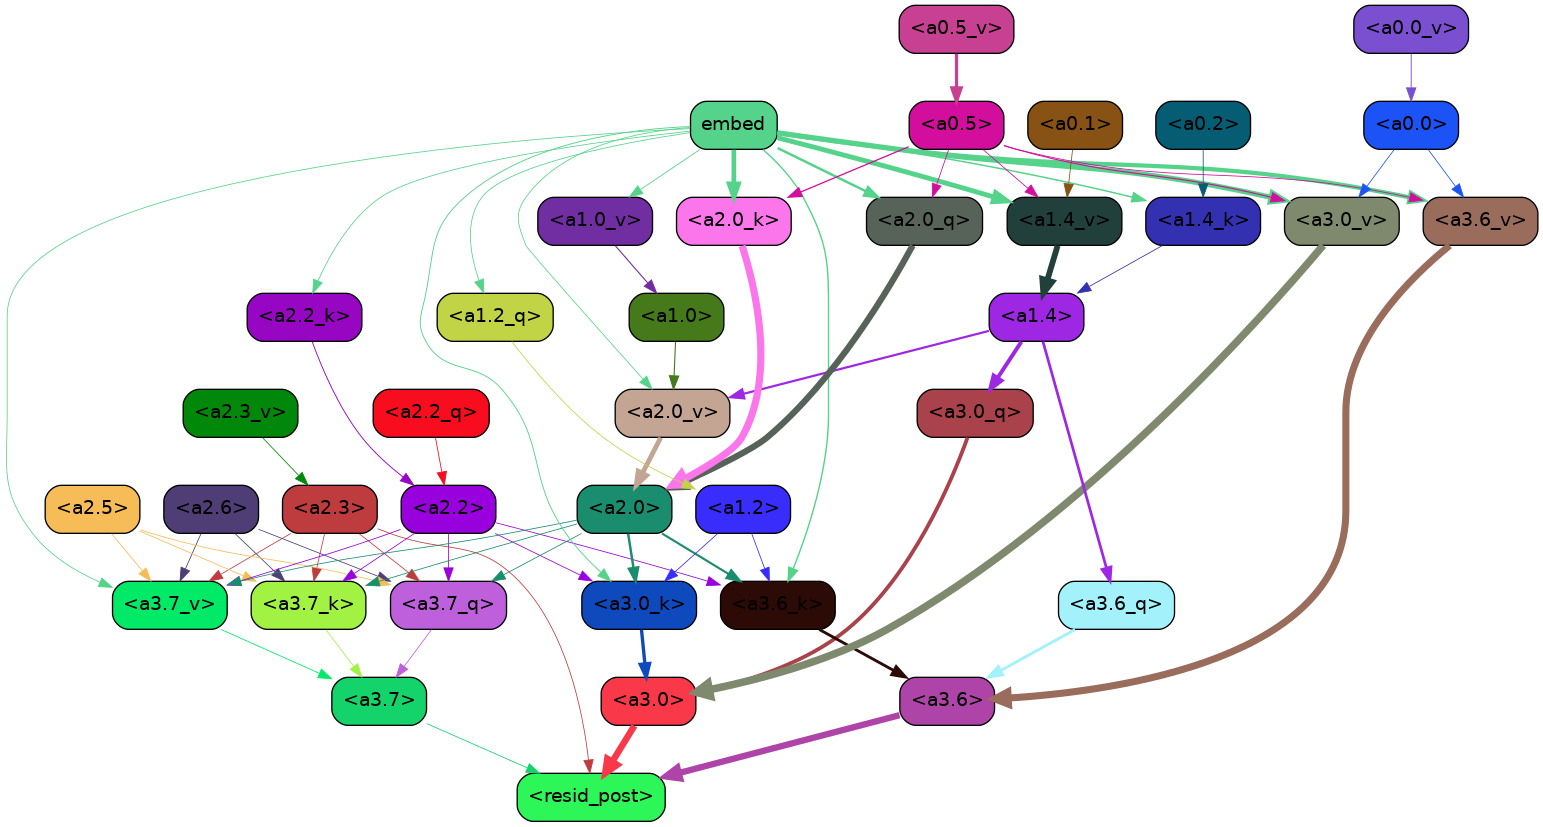 <a0.5_v>
<a0.0_v>
embed
<a0.5>
<a0.1>
<a0.2>
<a0.0>
<a1.0_v>
<a2.0_k>
<a2.0_q>
<a1.4_v>
<a1.4_k>
<a3.0_v>
<a3.6_v>
<a2.2_k>
<a1.2_q>
<a1.0>
<a1.4>
<a2.3_v>
<a2.2_q>
<a2.0_v>
<a3.0_q>
<a2.5>
<a2.6>
<a2.3>
<a2.2>
<a2.0>
<a1.2>
<a3.7_v>
<a3.7_k>
<a3.7_q>
<a3.0_k>
<a3.6_k>
<a3.6_q>
<a3.7>
<a3.0>
<a3.6>
<resid_post>